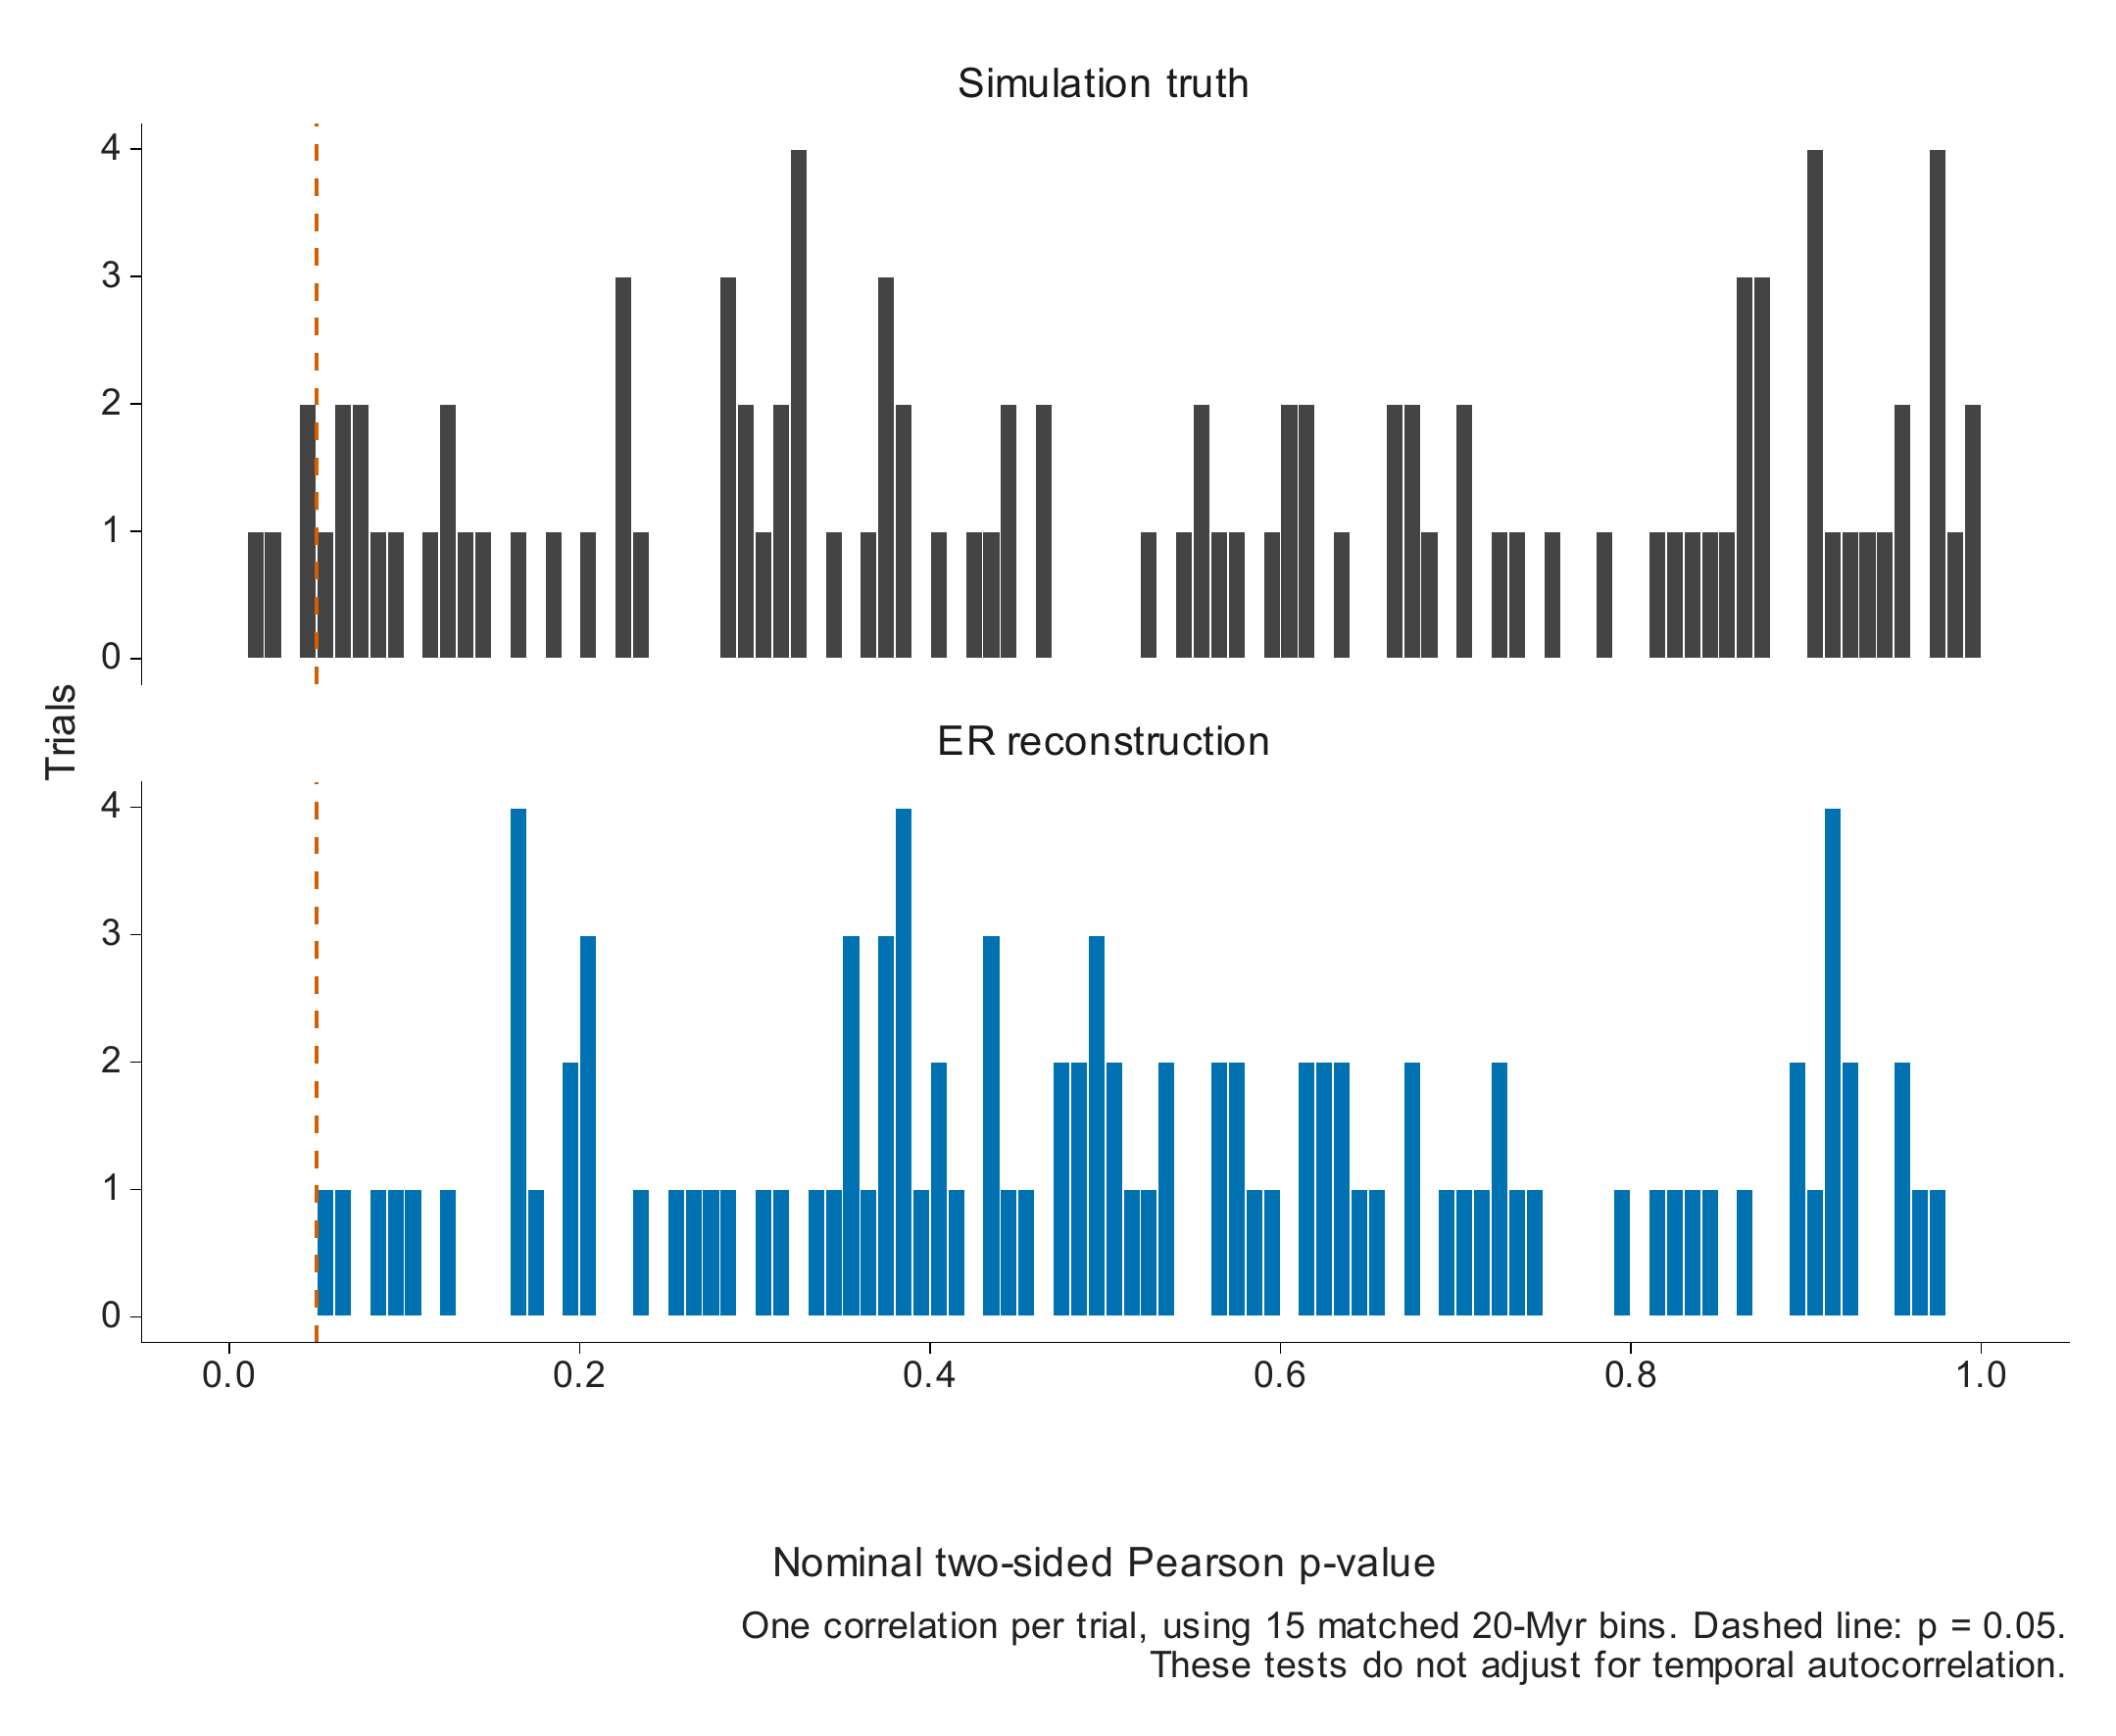 Simulation truth
4
3
2
1
0
Trials
ER reconstruction
4
3
2
1
0
0.0 0.2 0.4 0.6 0.8 1.0
Nominal two-sided Pearson p-value
One correlation per trial, using 15 matched 20-Myr bins. Dashed line: p = 0.05.
These tests do not adjust for temporal autocorrelation.